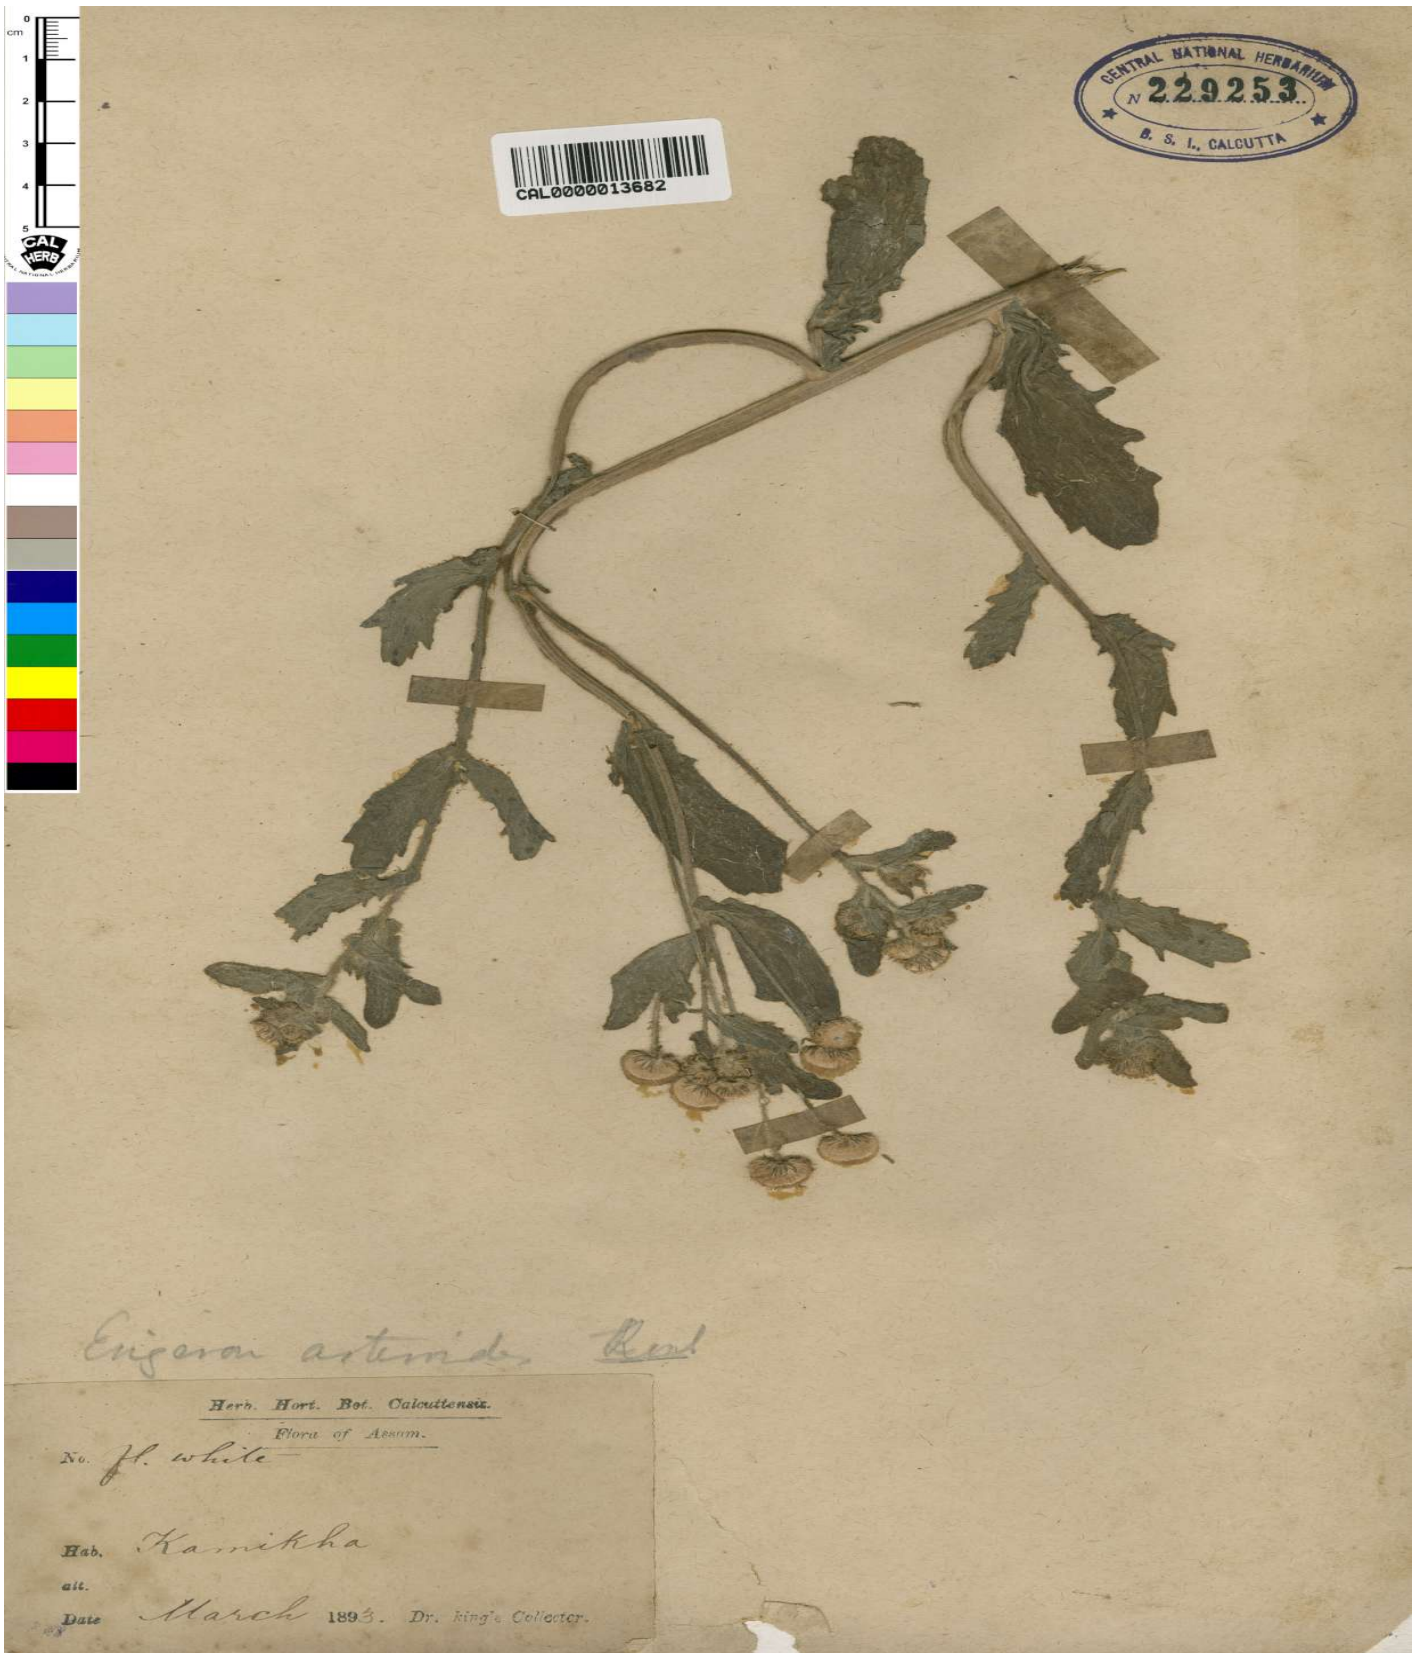 0
cm
1
2
3
4
5
CAL
HERB
CENTRAL NATIONAL HERBARIUM
N 229253
B. S. I., CALCUTTA
CAL0000013682
Erigeron asteroides Roxb
Herb. Hort. Bot. Calcuttensis.
Flora of Assam.
No. fl. white
Hab. Kamikha
alt.
Date March 1893. Dr. King's Collector.